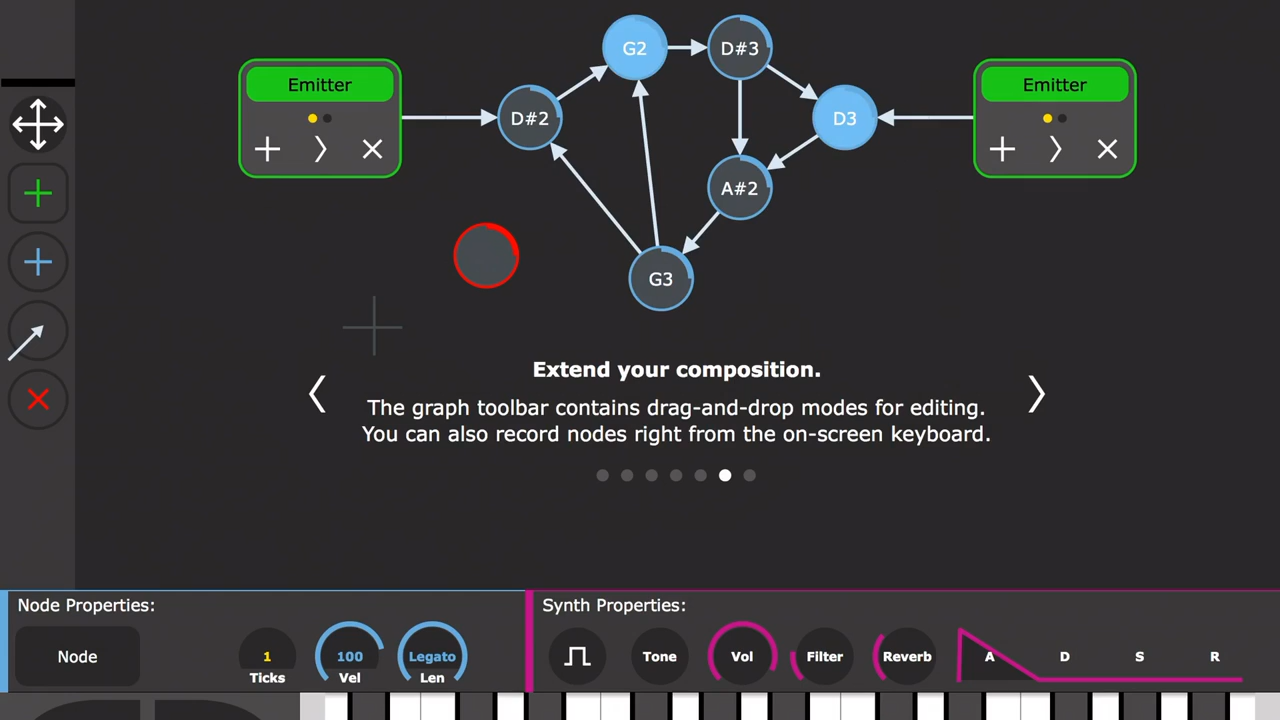 G2
D#3
Emitter
Emitter
D#2
D3
A#2
G3
Extend your composition.
The graph toolbar contains drag-and-drop modes for editing.
You can also record nodes right from the on-screen keyboard.
Node Properties:
Synth Properties:
Node
1
100
Legato
Tone
Vol
Filter
Reverb
A
D
S
R
Ticks
Vel
Len